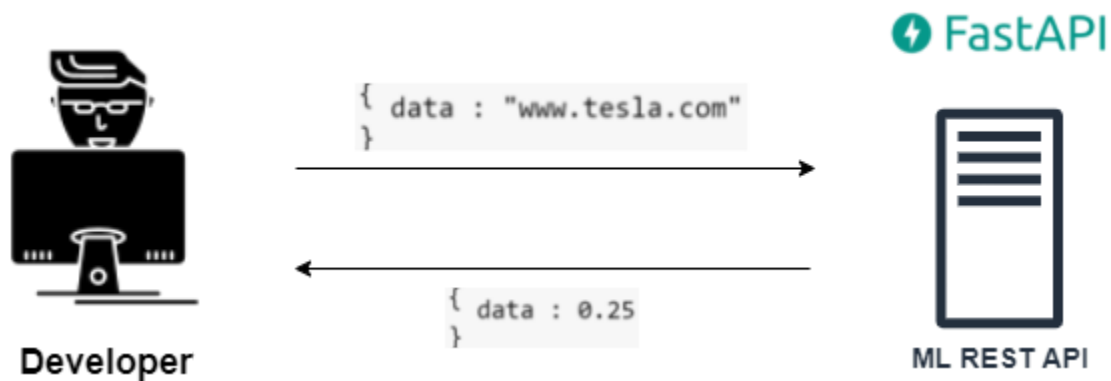 FastAPI
{ data : "www.tesla.com"
}
{ data : 0.25
}
Developer
ML REST API